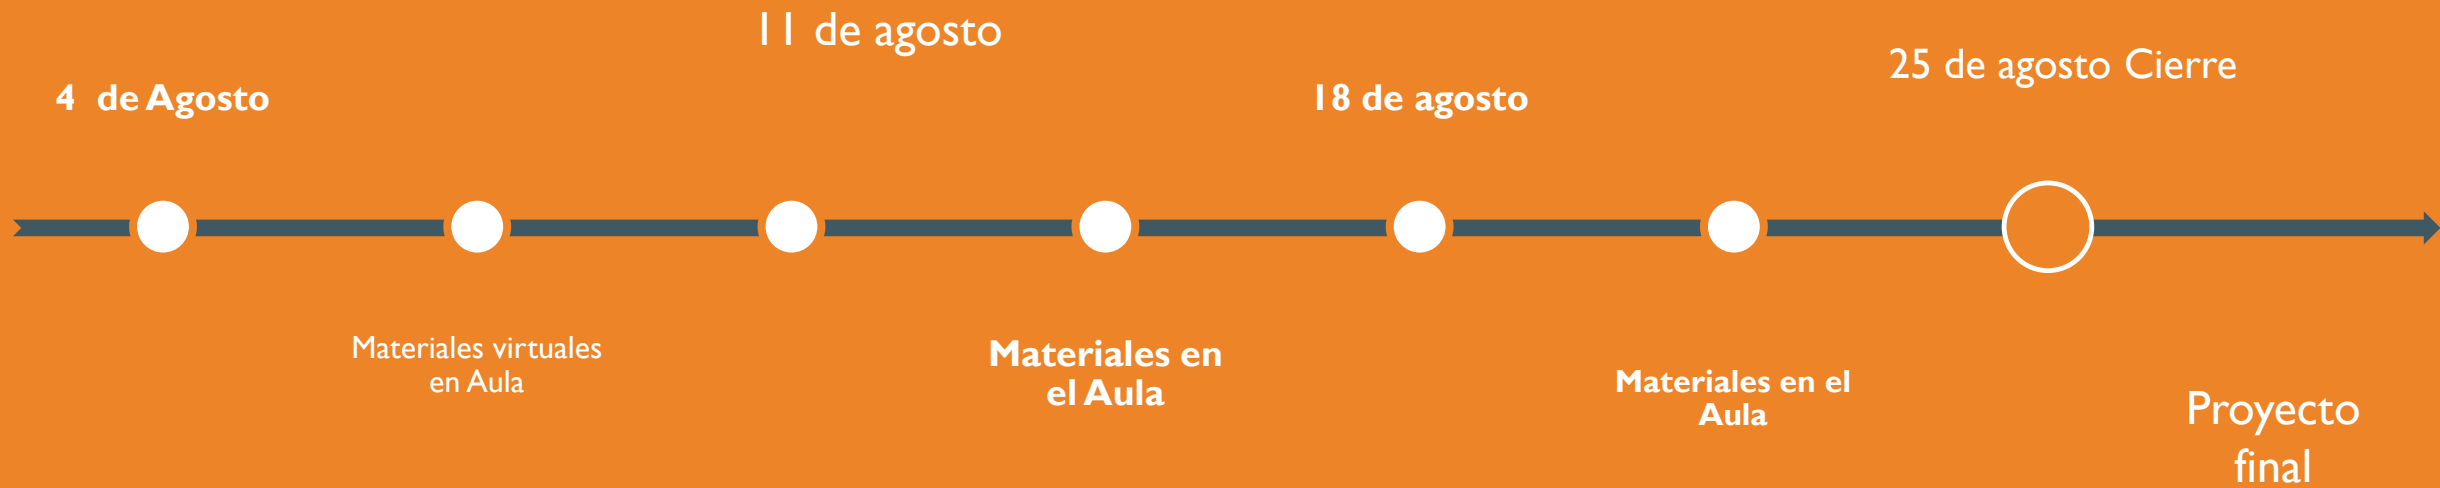 4 de Agosto
Materiales virtuales
en Aula
11 de agosto
Materiales en
el Aula
18 de agosto
Materiales en el
Aula
25 de agosto Cierre
Proyecto
final